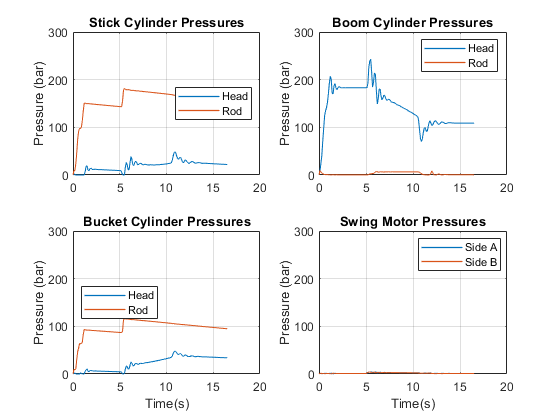 Stick Cylinder Pressures
300
200
100
0
0 5 10 15 20
Pressure (bar)
Head
Rod
Boom Cylinder Pressures
300
200
100
0
0 5 10 15 20
Pressure (bar)
Head
Rod
Bucket Cylinder Pressures
300
200
100
0
0 5 10 15 20
Pressure (bar)
Time(s)
Head
Rod
Swing Motor Pressures
300
200
100
0
0 5 10 15 20
Pressure (bar)
Time(s)
Side A
Side B